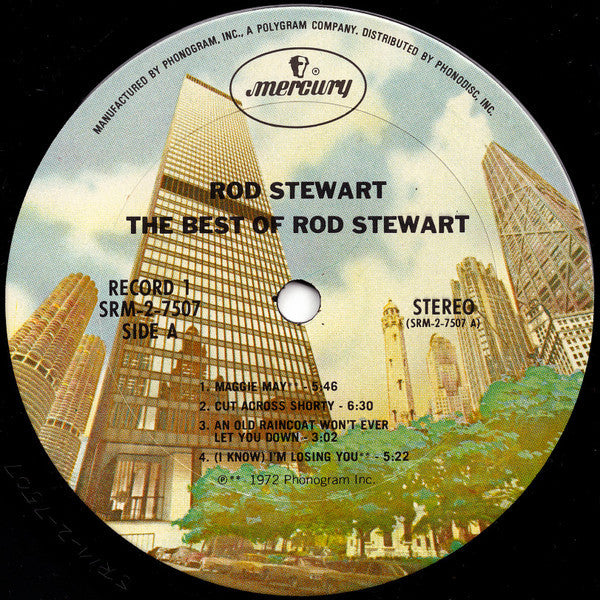 MANUFACTURED BY PHONOGRAM, INC., A POLYGRAM COMPANY. DISTRIBUTED BY PHONODISC, INC.
mercury
®
ROD STEWART
THE BEST OF ROD STEWART
RECORD 1
SRM-2-7507
SIDE A
STEREO
(SRM-2-7507 A)
1. MAGGIE MAY** - 5:46
2. CUT ACROSS SHORTY - 6:30
3. AN OLD RAINCOAT WON'T EVER
LET YOU DOWN - 3:02
4. (I KNOW) I'M LOSING YOU** - 5:22
℗** - 1972 Phonogram Inc.
SRM-2-7507